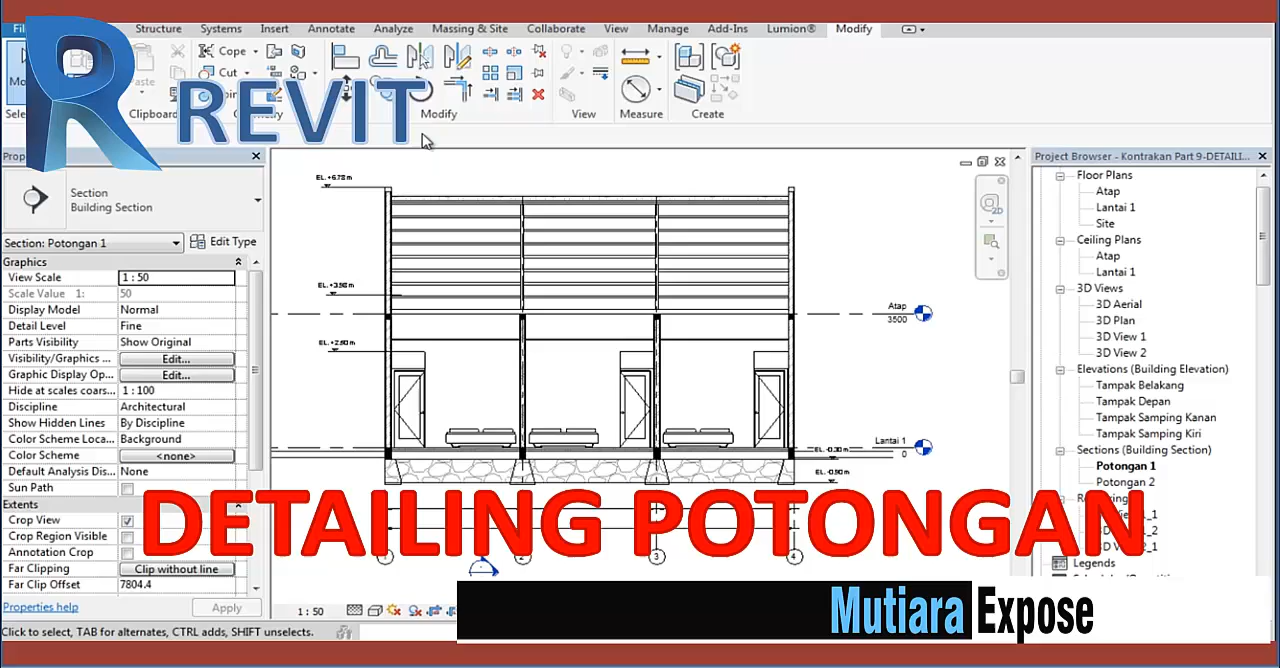 Structure Systems Insert Annotate Analyze Massing & Site Collaborate View Manage Add-Ins Lumion® Modify
Cope
Cut
Clipboard
Modify
View
Measure
Create
REVIT
Project Browser - Kontrakan Part 9-DETAILI...
Section
Building Section
Section: Potongan 1
Edit Type
Graphics
View Scale 1 : 50
Scale Value 1: 50
Display Model Normal
Detail Level Fine
Parts Visibility Show Original
Visibility/Graphics ... Edit...
Graphic Display Op... Edit...
Hide at scales coars... 1 : 100
Discipline Architectural
Show Hidden Lines By Discipline
Color Scheme Loca... Background
Color Scheme <none>
Default Analysis Dis... None
Sun Path
Extents
Crop View
Crop Region Visible
Annotation Crop
Far Clipping Clip without line
Far Clip Offset 7804.4
Properties help
Apply
Click to select, TAB for alternates, CTRL adds, SHIFT unselects.
2D
Atap
3500
Lantai 1
0
3
4
1 : 50
Floor Plans
Atap
Lantai 1
Site
Ceiling Plans
Atap
Lantai 1
3D Views
3D Aerial
3D Plan
3D View 1
3D View 2
Elevations (Building Elevation)
Tampak Belakang
Tampak Depan
Tampak Samping Kanan
Tampak Samping Kiri
Sections (Building Section)
Potongan 1
Potongan 2
Legends
DETAILING POTONGAN
Mutiara Expose